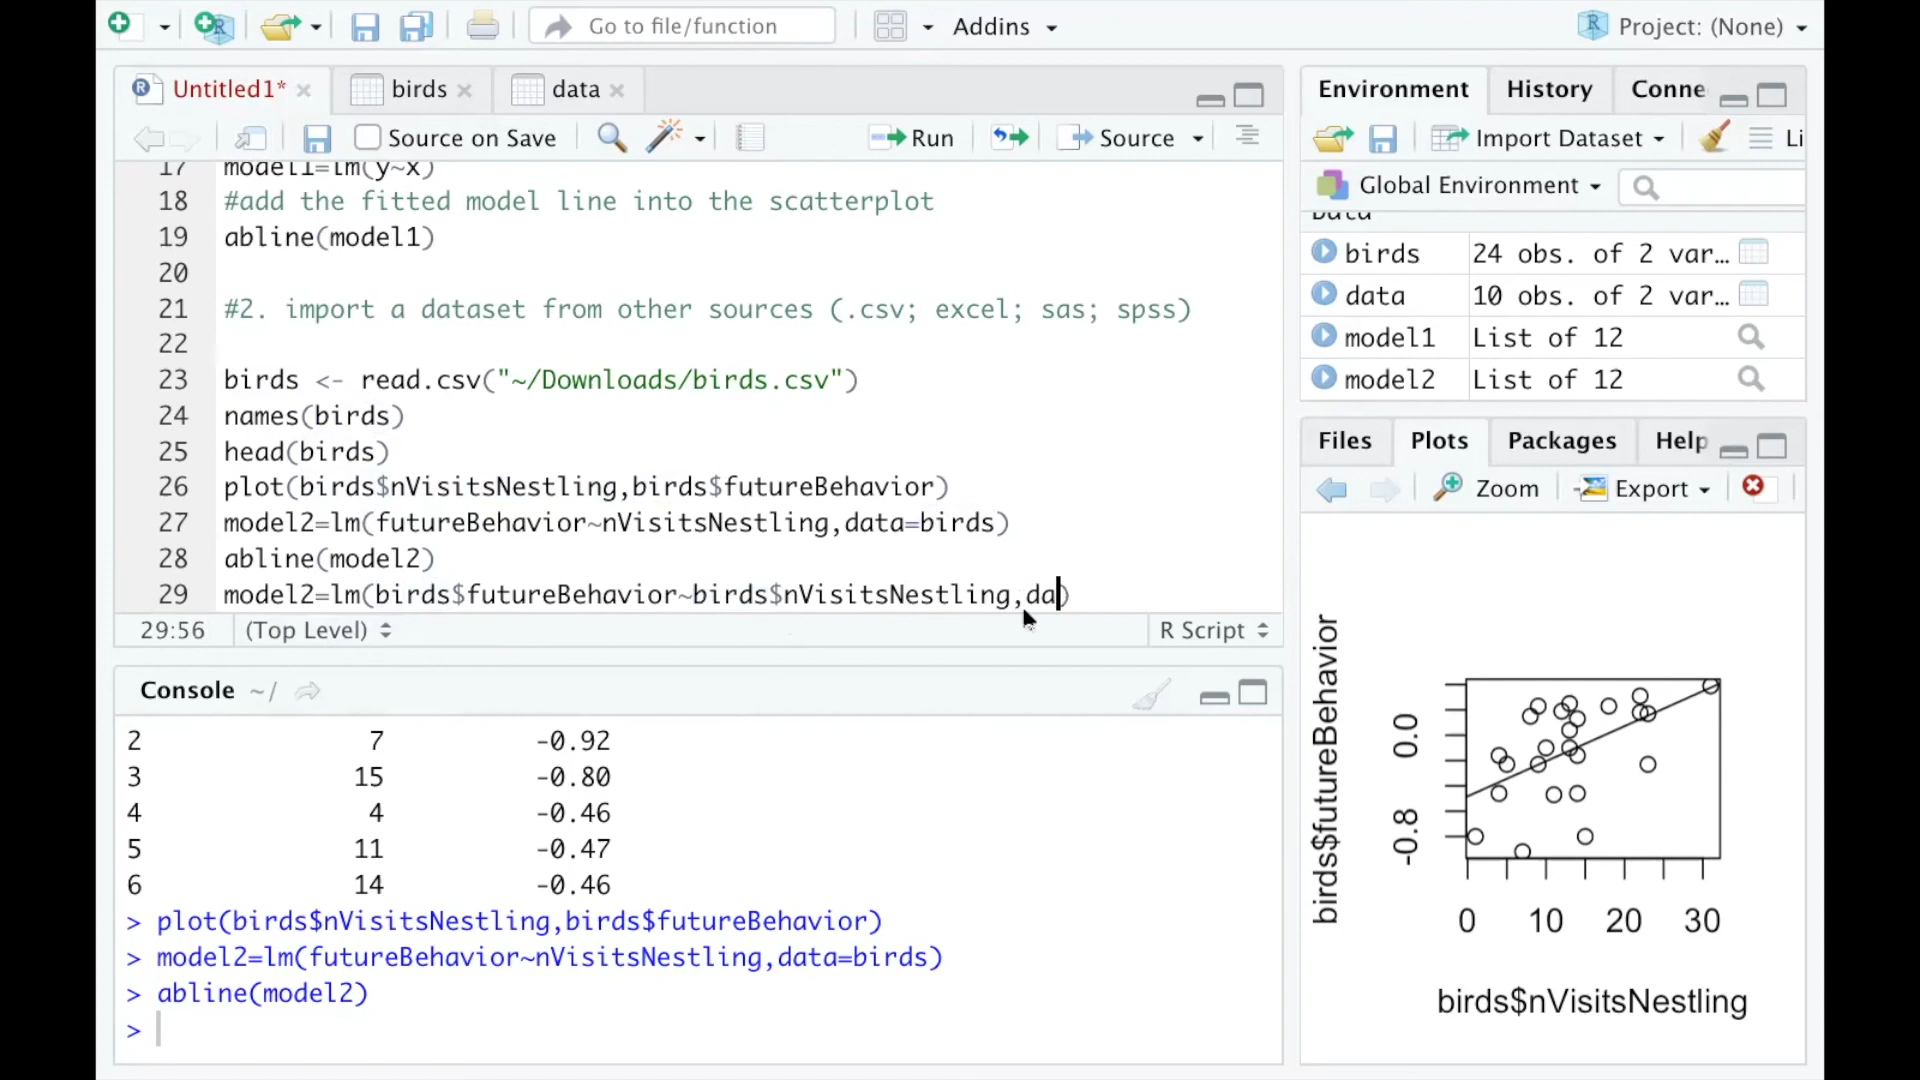 Go to file/function
Addins
Project: (None)
Untitled1*
birds
data
Source on Save
Run
Source
17 model1=lm(y~x)
18 #add the fitted model line into the scatterplot
19 abline(model1)
20
21 #2. import a dataset from other sources (.csv; excel; sas; spss)
22
23 birds <- read.csv("~/Downloads/birds.csv")
24 names(birds)
25 head(birds)
26 plot(birds$nVisitsNestling,birds$futureBehavior)
27 model2=lm(futureBehavior~nVisitsNestling,data=birds)
28 abline(model2)
29 model2=lm(birds$futureBehavior~birds$nVisitsNestling,da)
29:56 (Top Level) R Script
Console ~/
2 7 -0.92
3 15 -0.80
4 4 -0.46
5 11 -0.47
6 14 -0.46
> plot(birds$nVisitsNestling,birds$futureBehavior)
> model2=lm(futureBehavior~nVisitsNestling,data=birds)
> abline(model2)
>
Environment History Conne
Import Dataset Li
Global Environment
Data
birds 24 obs. of 2 var…
data 10 obs. of 2 var…
model1 List of 12
model2 List of 12
Files Plots Packages Help
Zoom Export
birds$futureBehavior
0.0
-0.8
0 10 20 30
birds$nVisitsNestling